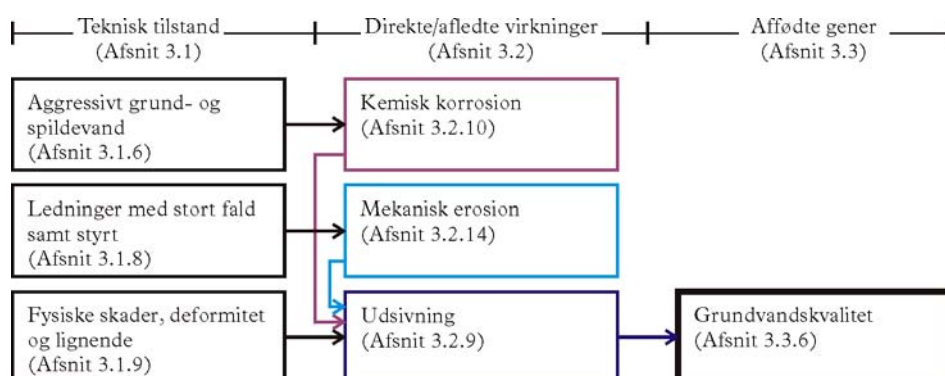 Teknisk tilstand
(Afsnit 3.1)
Direkte/afledte virkninger
(Afsnit 3.2)
Affødte gener
(Afsnit 3.3)
Aggressivt grund- og
spildevand
(Afsnit 3.1.6)
Kemisk korrosion
(Afsnit 3.2.10)
Ledninger med stort fald
samt styrt
(Afsnit 3.1.8)
Mekanisk erosion
(Afsnit 3.2.14)
Fysiske skader, deformitet
og lignende
(Afsnit 3.1.9)
Udsivning
(Afsnit 3.2.9)
Grundvandskvalitet
(Afsnit 3.3.6)